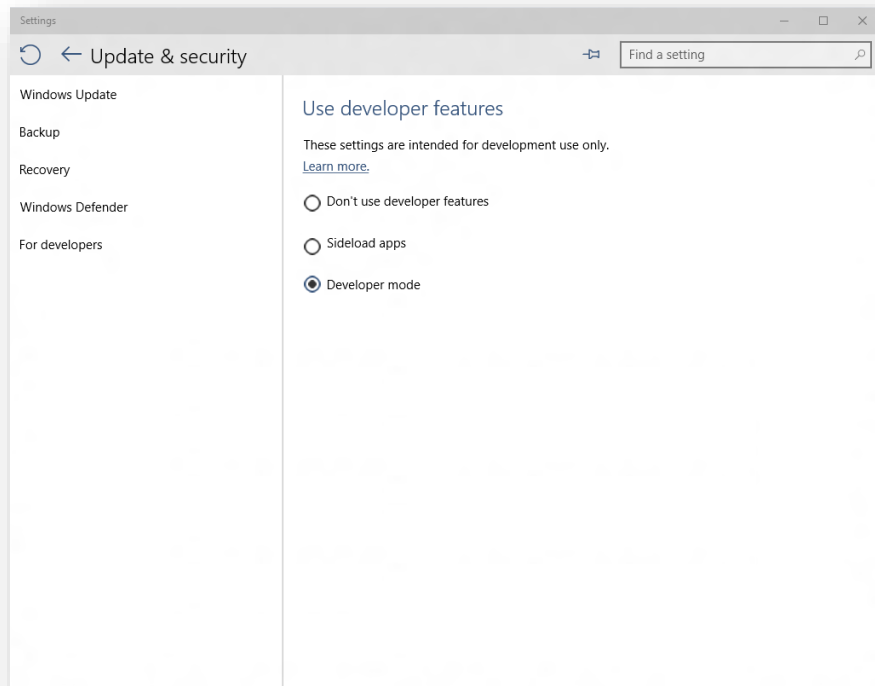 Settings
Update & security
Find a setting
Windows Update
Backup
Recovery
Windows Defender
For developers
Use developer features
These settings are intended for development use only.
Learn more.
Don't use developer features
Sideload apps
Developer mode